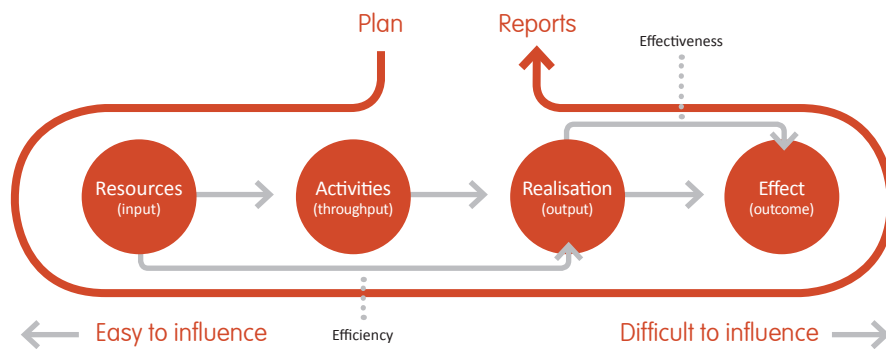 Plan
Reports
Effectiveness
Resources
(input)
Activities
(throughput)
Realisation
(output)
Effect
(outcome)
Easy to influence
Efficiency
Difficult to influence